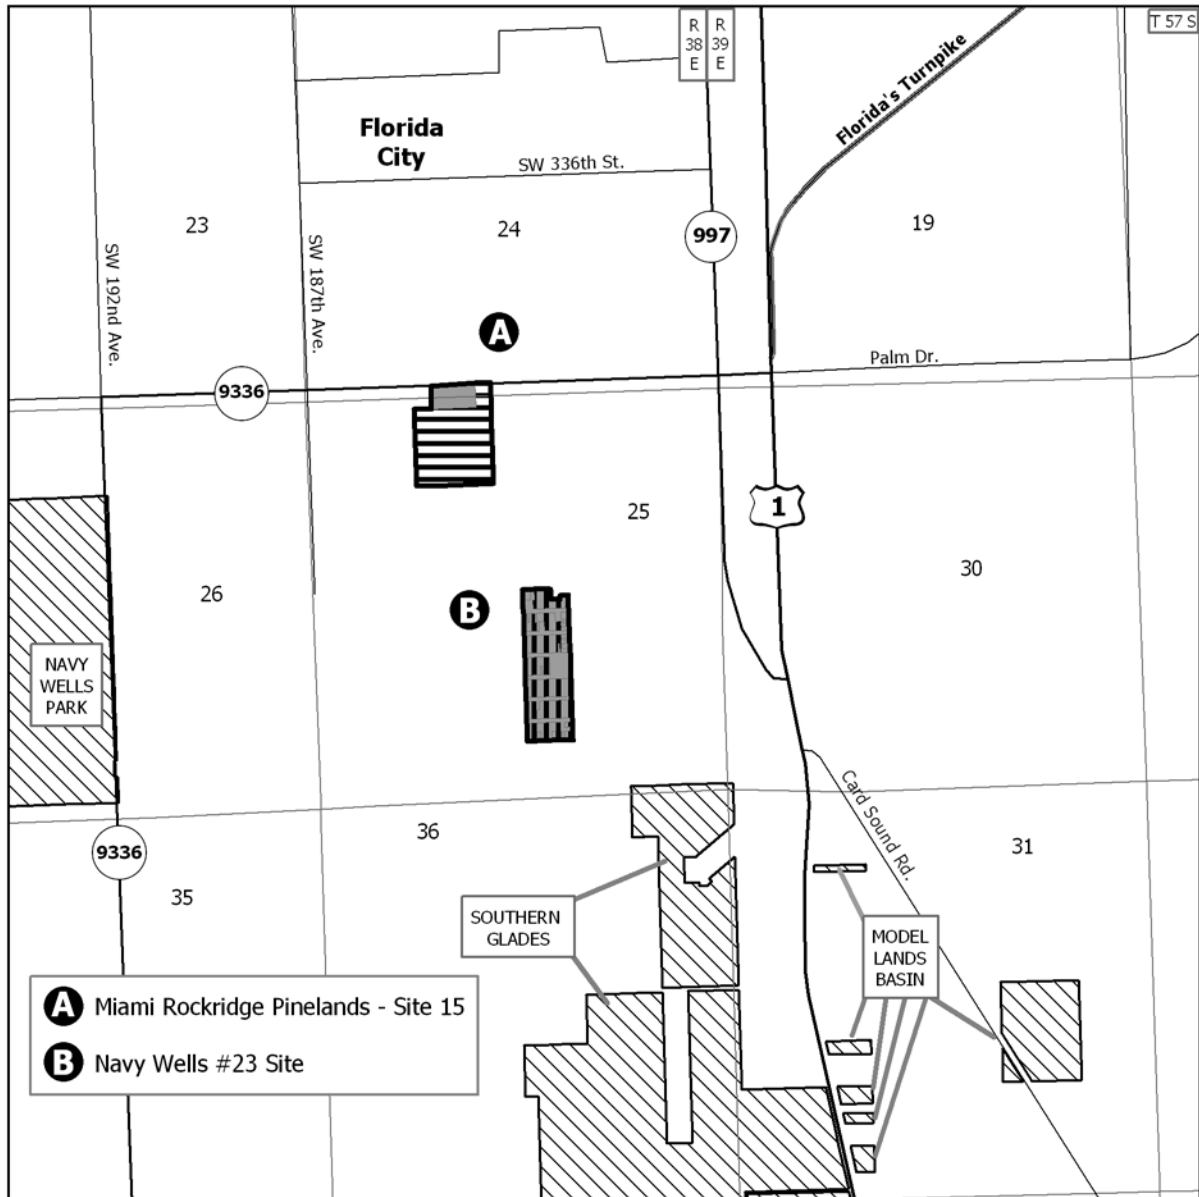 R
38
E
R
39
E
T 57 S
Florida's Turnpike
Florida
City
SW 336th St.
23
24
997
19
SW 192nd Ave.
SW 187th Ave.
A
Palm Dr.
9336
25
1
30
26
B
NAVY
WELLS
PARK
Card Sound Rd.
36
31
9336
35
SOUTHERN
GLADES
MODEL
LANDS
BASIN
A Miami Rockridge Pinelands - Site 15
B Navy Wells #23 Site